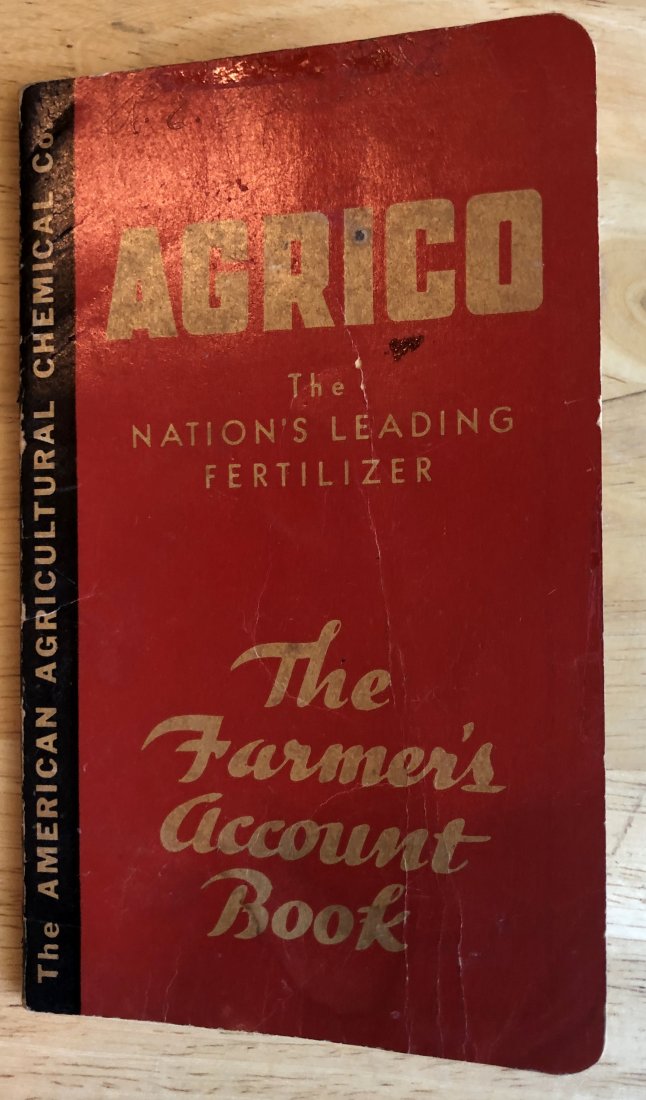 AGRICO
The
NATION'S LEADING
FERTILIZER
The
Farmer's
Account
Book
The AMERICAN AGRICULTURAL CHEMICAL Co.